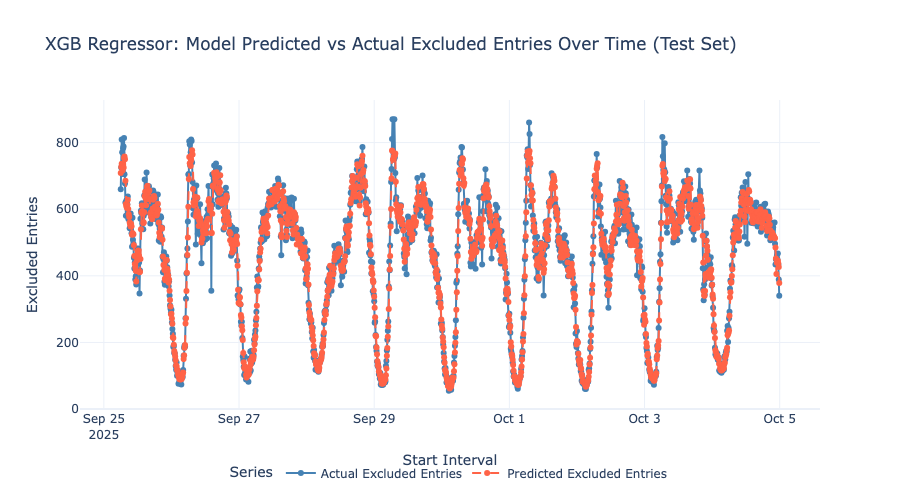 XGB Regressor: Model Predicted vs Actual Excluded Entries Over Time (Test Set)
Excluded Entries
800
600
400
200
0
Sep 25
2025
Sep 27
Sep 29
Oct 1
Oct 3
Oct 5
Start Interval
Series
Actual Excluded Entries
Predicted Excluded Entries